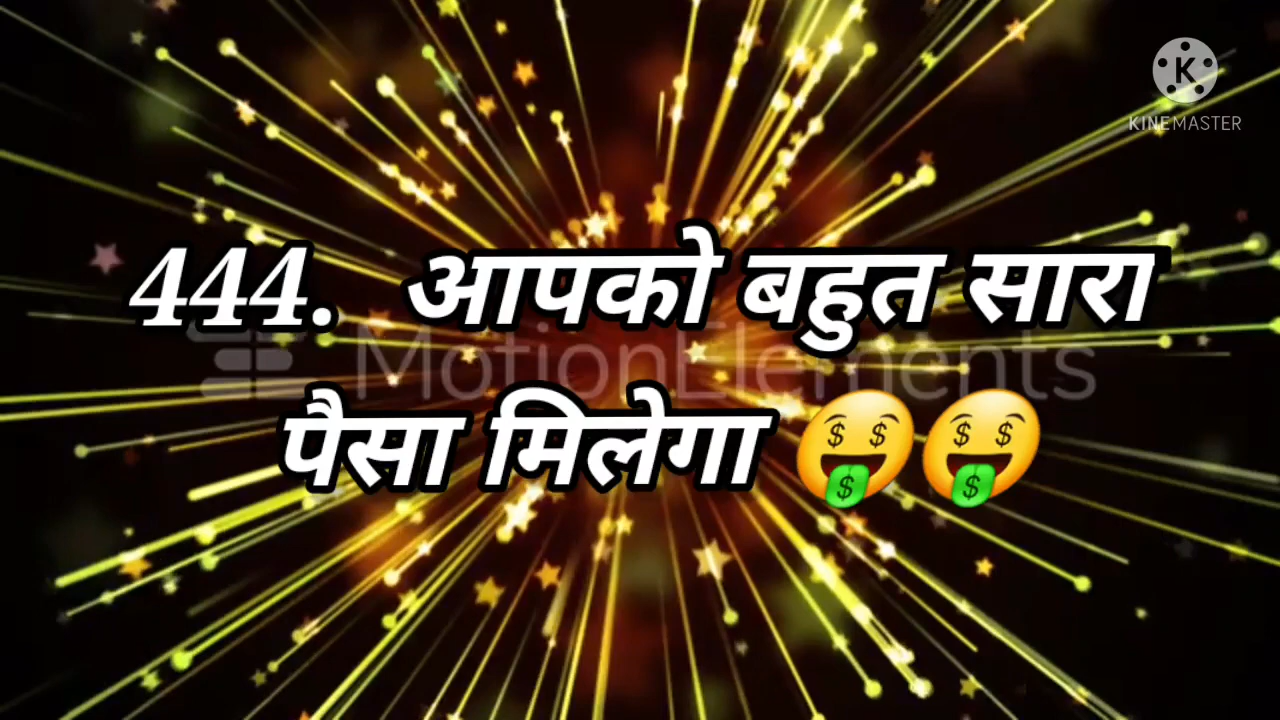 KINEMASTER
444. आपको बहुत सारा
MotionElements
पैसा मिलेगा 🤑🤑